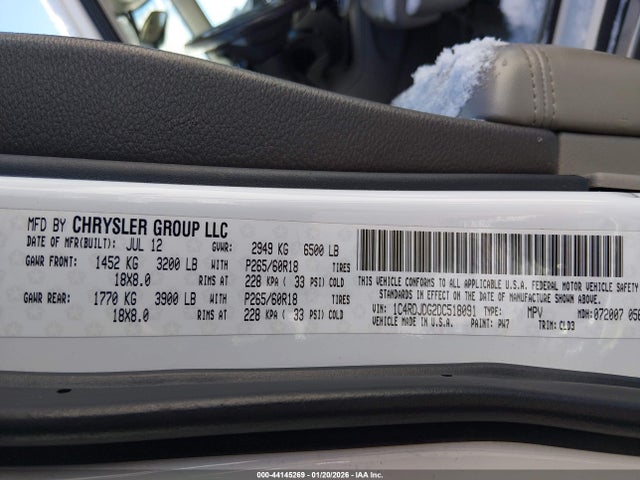 MFD BY CHRYSLER GROUP LLC
DATE OF MFR(BUILT): JUL 12 GVWR: 2949 KG 6500 LB
GAWR FRONT: 1452 KG 3200 LB WITH P265/60R18 TIRES
18X8.0 RIMS AT 228 KPA ( 33 PSI) COLD
GAWR REAR: 1770 KG 3900 LB WITH P265/60R18 TIRES
18X8.0 RIMS AT 228 KPA ( 33 PSI) COLD
THIS VEHICLE CONFORMS TO ALL APPLICABLE U.S.A. FEDERAL MOTOR VEHICLE SAFETY
STANDARDS IN EFFECT ON THE DATE OF MANUFACTURE SHOWN ABOVE.
VIN: 1C4RDJDG2DC518091 TYPE: MPV MDH: 072007
VEHICLE MADE IN U.S.A. PAINT: PW7 TRIM: CLD3
000-44145269 - 01/20/2026 - IAAI Inc.